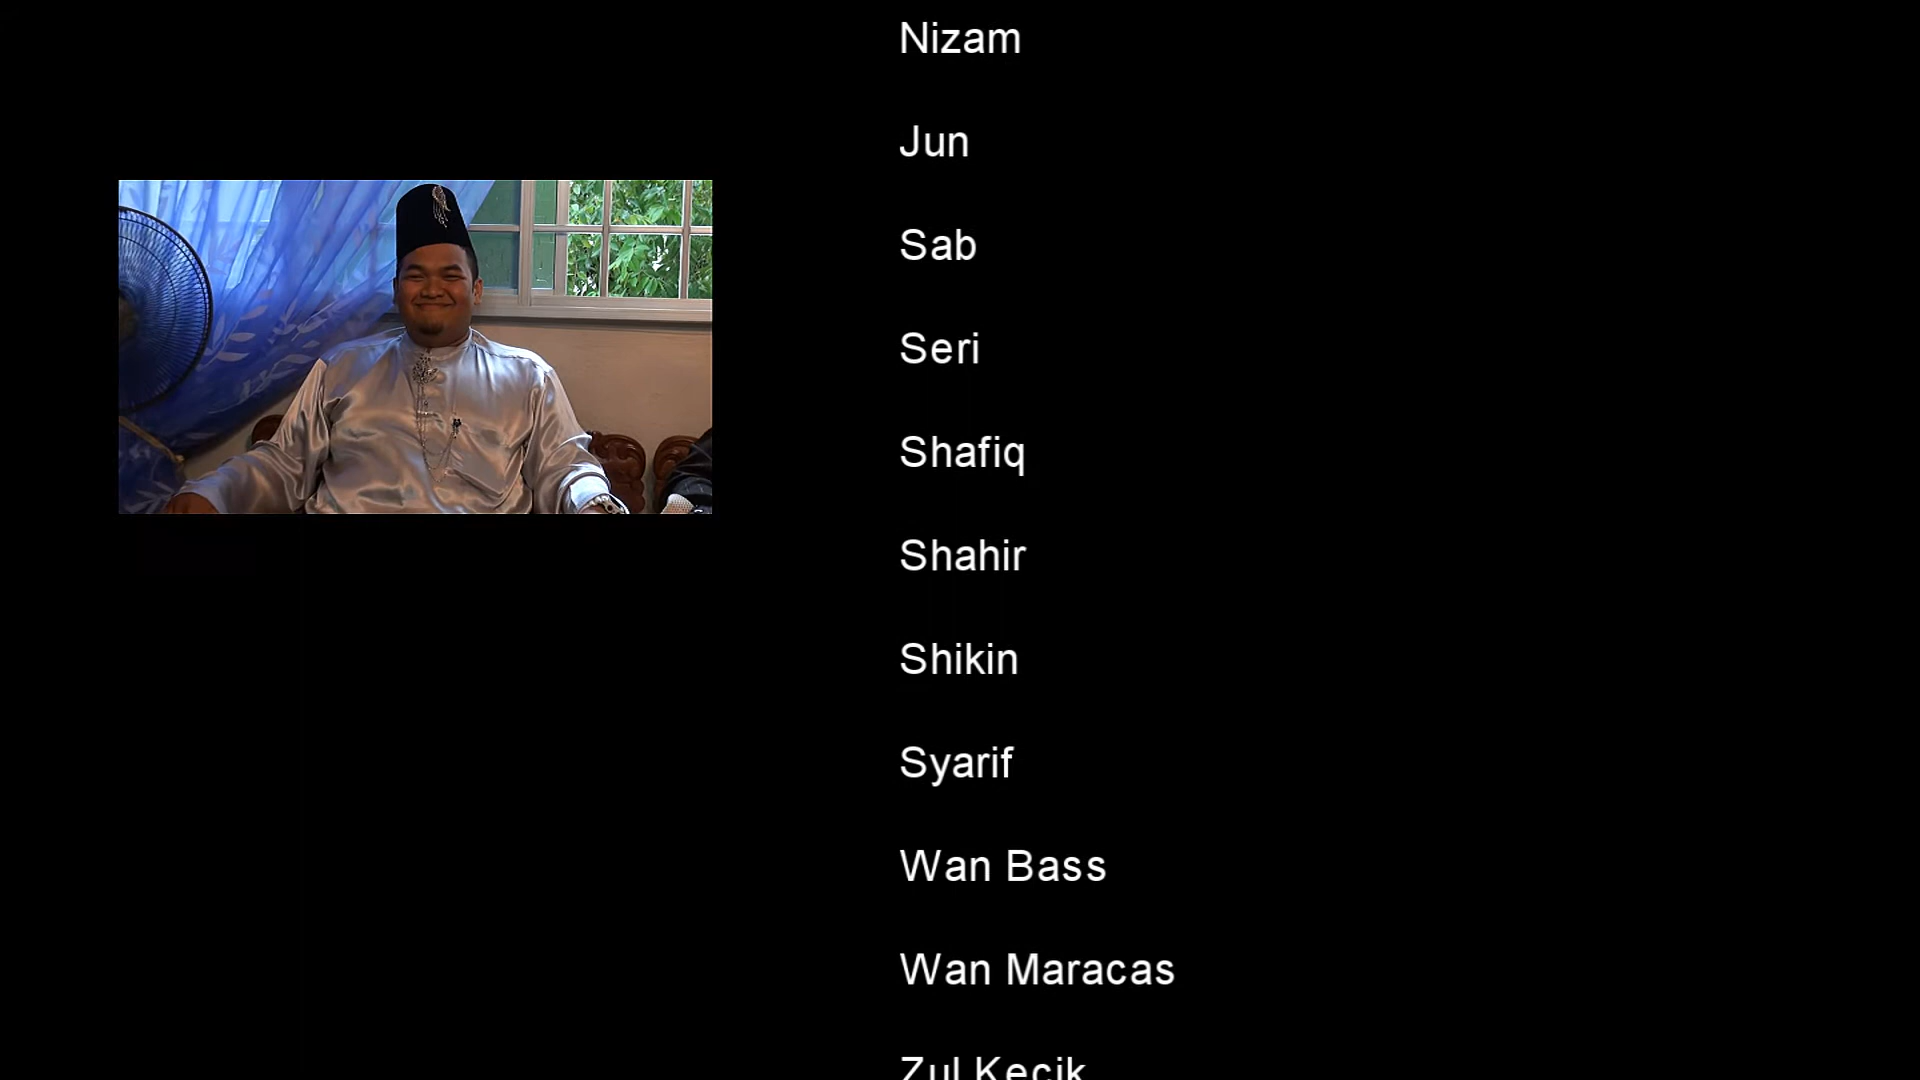 Nizam
Jun
Sab
Seri
Shafiq
Shahir
Shikin
Syarif
Wan Bass
Wan Maracas
Zul Kecik